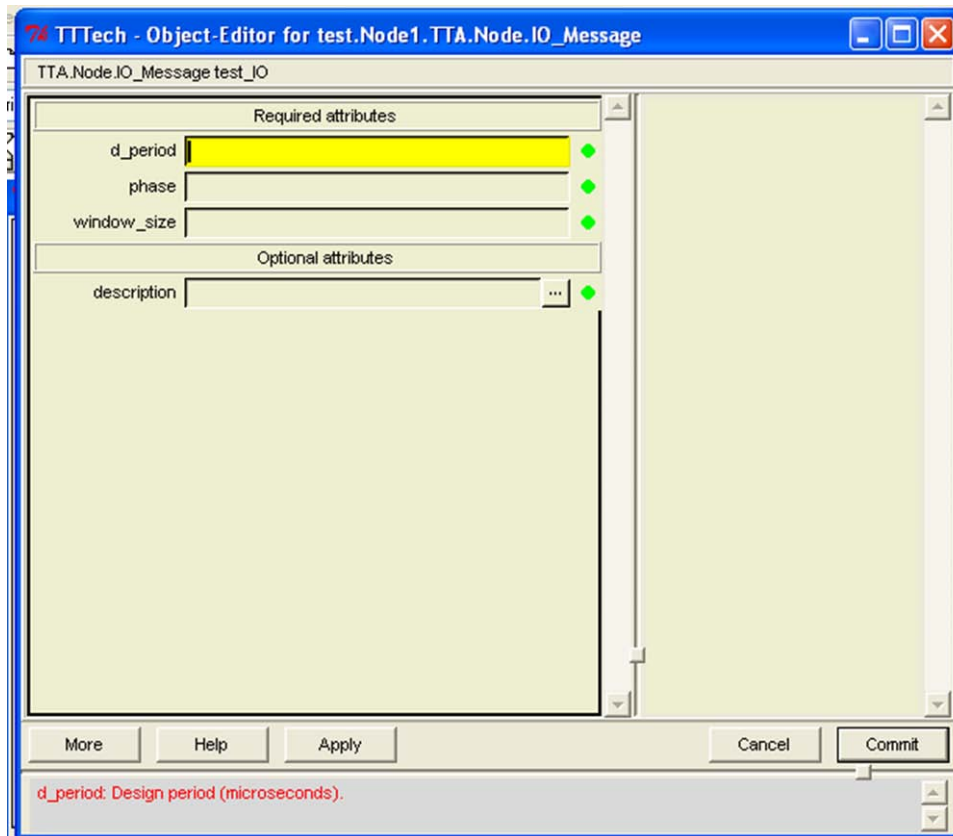 TTTech - Object-Editor for test.Node1.TTA.Node.IO_Message
TTA.Node.IO_Message test_IO
Required attributes
d_period
phase
window_size
Optional attributes
description ...
More Help Apply Cancel Commit
d_period: Design period (microseconds).